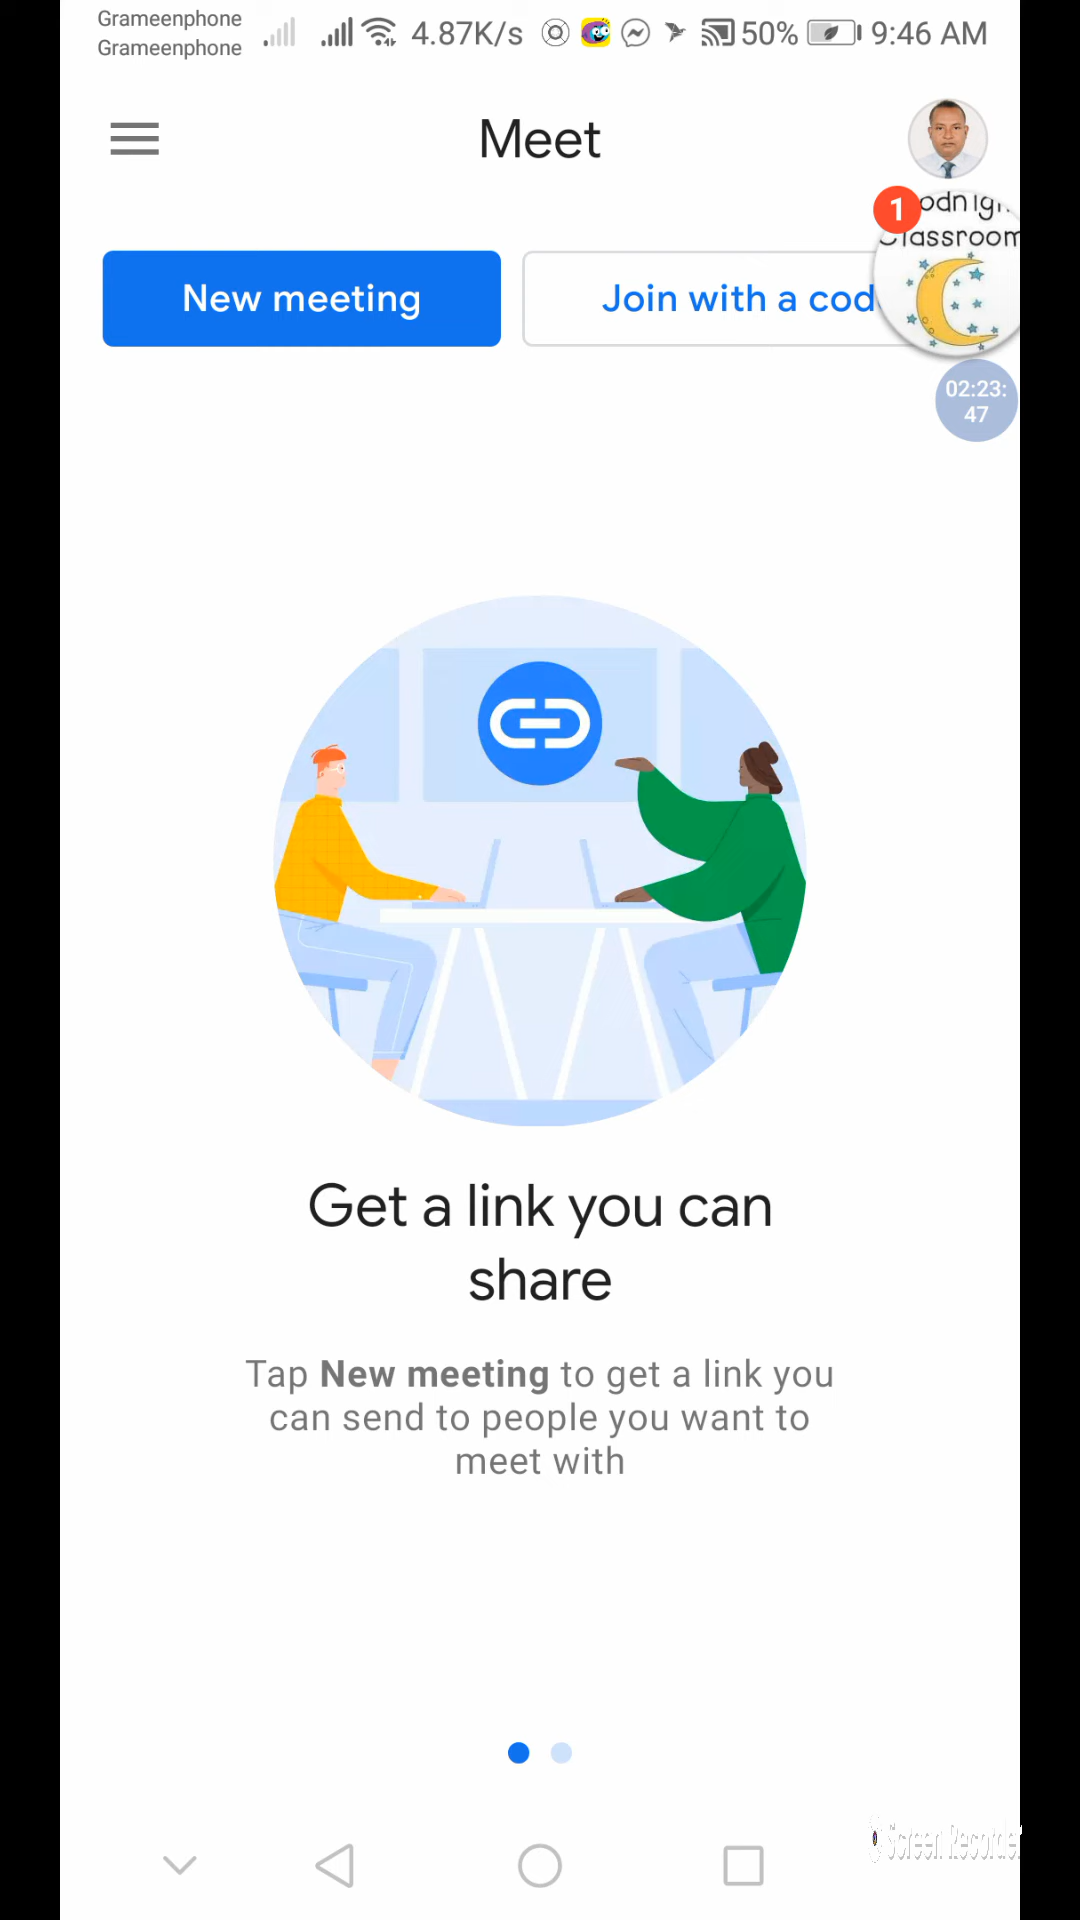 Grameenphone
Grameenphone
4.87K/s
50%
9:46 AM
Meet
1
Classroom
New meeting
Join with a cod
02:23:
47
Get a link you can
share
Tap New meeting to get a link you
can send to people you want to
meet with
Screen Recorder